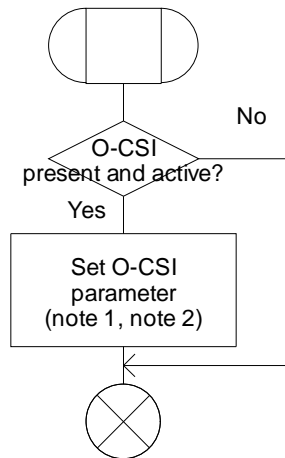 No
O-CSI
present and active?
Yes
Set O-CSI
parameter
(note 1, note 2)